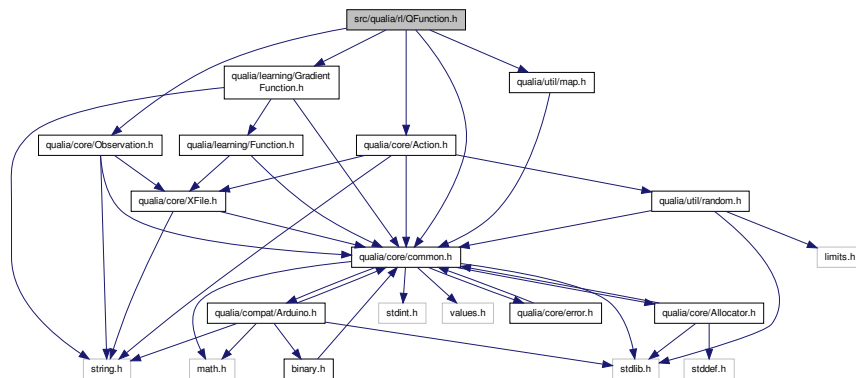 src/qualia/rl/QFunction.h
qualia/learning/Gradient
Function.h
qualia/util/map.h
qualia/core/Observation.h
qualia/learning/Function.h
qualia/core/Action.h
qualia/core/XFile.h
qualia/util/random.h
qualia/core/common.h
limits.h
qualia/compat/Arduino.h
stdint.h
values.h
qualia/core/error.h
qualia/core/Allocator.h
string.h
math.h
binary.h
stdlib.h
stddef.h